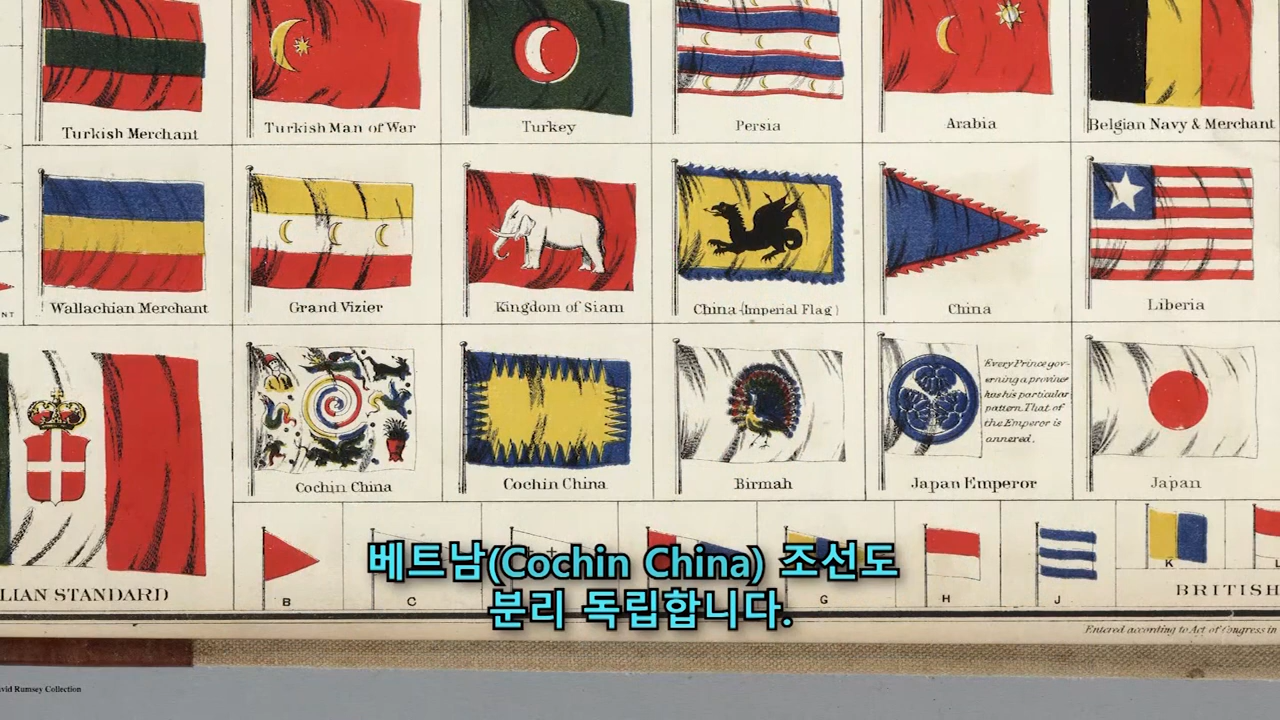 Turkish Merchant
Turkish Man of War
Turkey
Persia
Arabia
Belgian Navy & Merchant
Wallachian Merchant
Grand Vizier
Kingdom of Siam
China (Imperial Flag)
China
Liberia
Cochin China
Cochin China
Birmah
Japan Emperor
Every Prince gov-
erning a province
has his particular
pattern. That of
the Emperor is
annexed.
Japan
LIAN STANDARD
B
C
G
H
J
K
L
BRITISH
베트남(Cochin China) 조선도
분리 독립합니다.
Entered according to Act of Congress in
vid Rumsey Collection